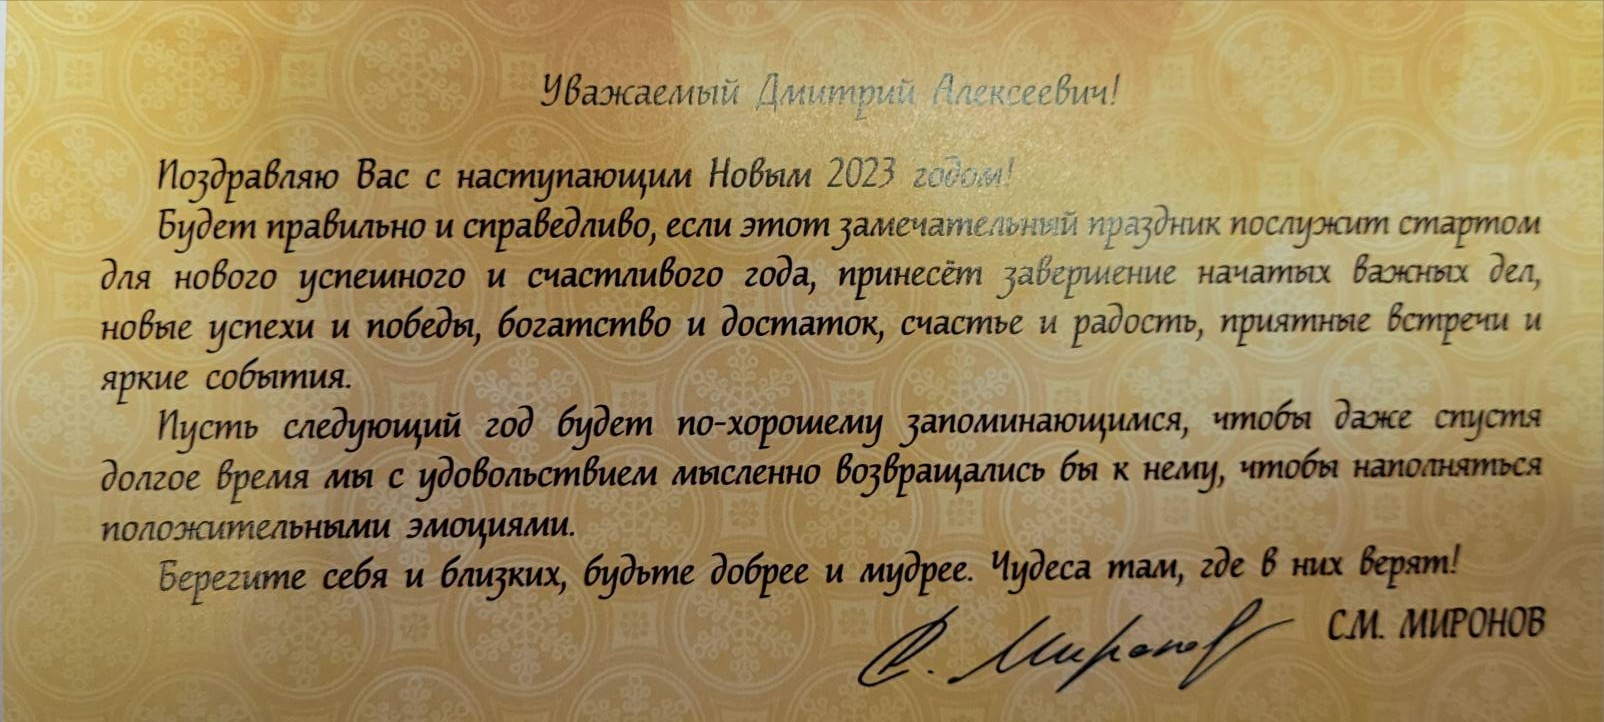 Уважаемый Дмитрий Алексеевич!
Поздравляю Вас с наступающим Новым 2023 годом!
Будет правильно и справедливо, если этот замечательный праздник послужит стартом
для нового успешного и счастливого года, принесёт завершение начатых важных дел,
новые успехи и победы, богатство и достаток, счастье и радость, приятные встречи и
яркие события.
Пусть следующий год будет по-хорошему запоминающимся, чтобы даже спустя
долгое время мы с удовольствием мысленно возвращались бы к нему, чтобы наполняться
положительными эмоциями.
Берегите себя и близких, будьте добрее и мудрее. Чудеса там, где в них верят!
С. Миронов С.М. МИРОНОВ